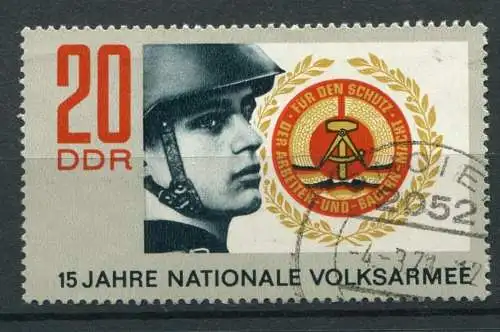 20
DDR
FÜR DEN SCHUTZ · DER ARBEITER-UND-BAUERN-MACHT
2052
15 JAHRE NATIONALE VOLKSARMEE